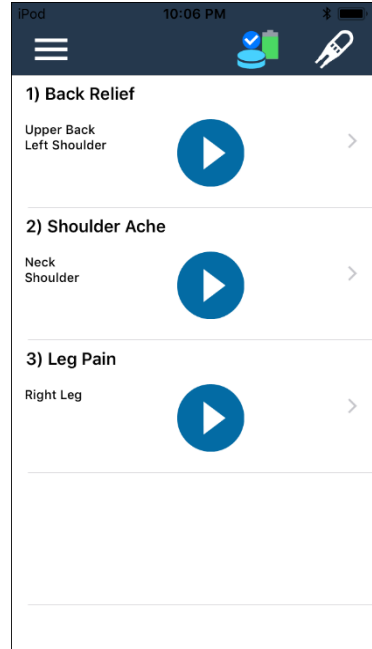 iPod
10:06 PM
1) Back Relief
Upper Back
Left Shoulder
2) Shoulder Ache
Neck
Shoulder
3) Leg Pain
Right Leg